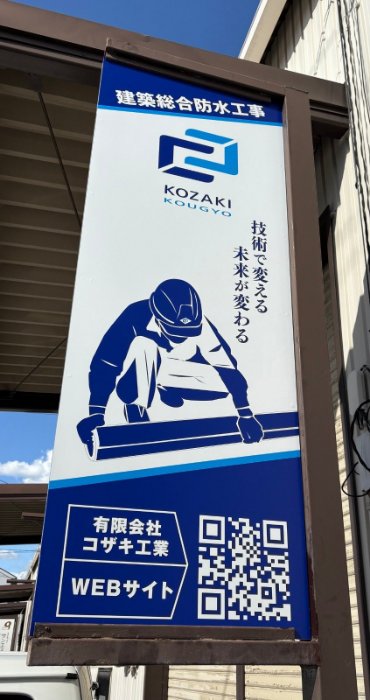 建築総合防水工事
KOZAKI
KOUGYO
技術で変える
未来が変わる
有限会社
コザキ工業
WEBサイト